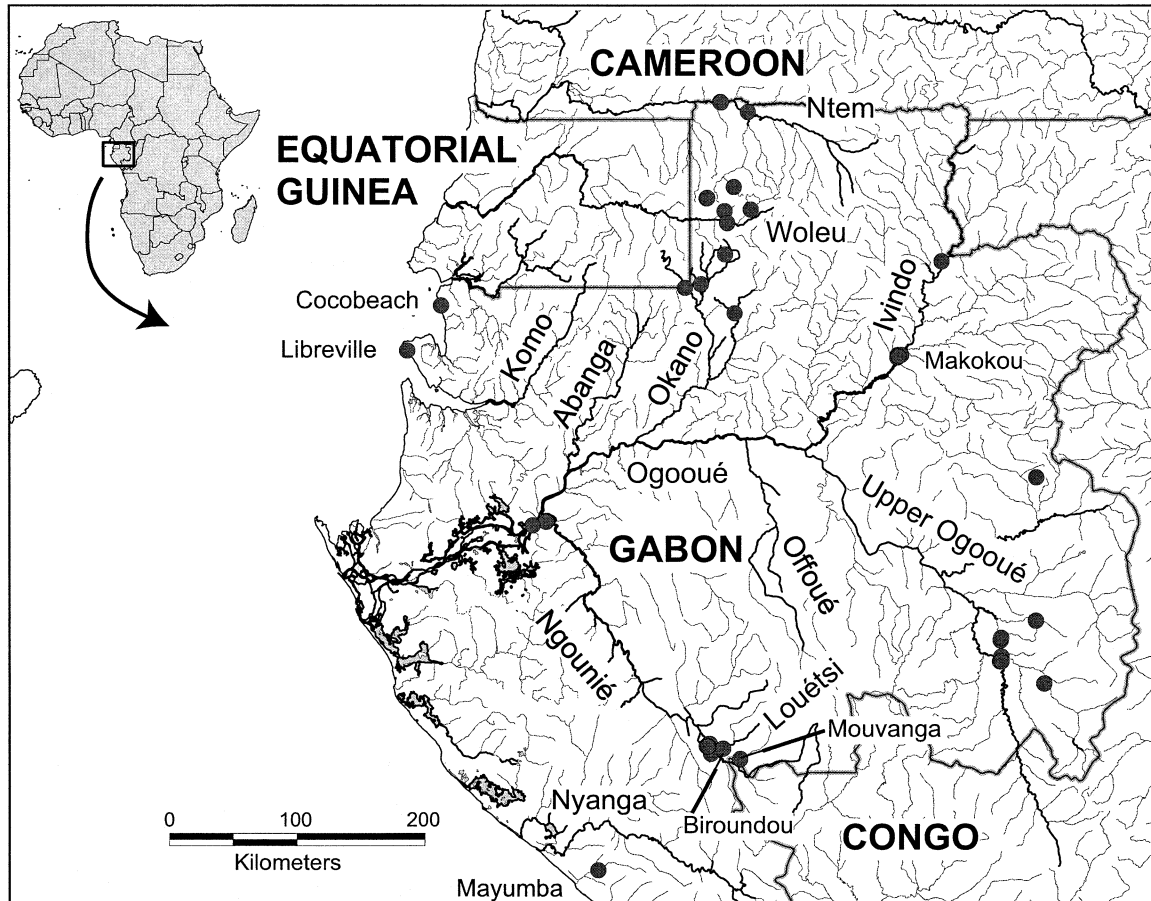 CAMEROON
Ntem
EQUATORIAL
GUINEA
Woleu
Ivindo
Cocobeach
Libreville
Komo
Abanga
Okano
Makokou
Ogooué
Upper Ogooué
GABON
Offoué
Ngounié
Louétsi
Mouvanga
Nyanga
Biroundou
CONGO
0 100 200
Kilometers
Mayumba